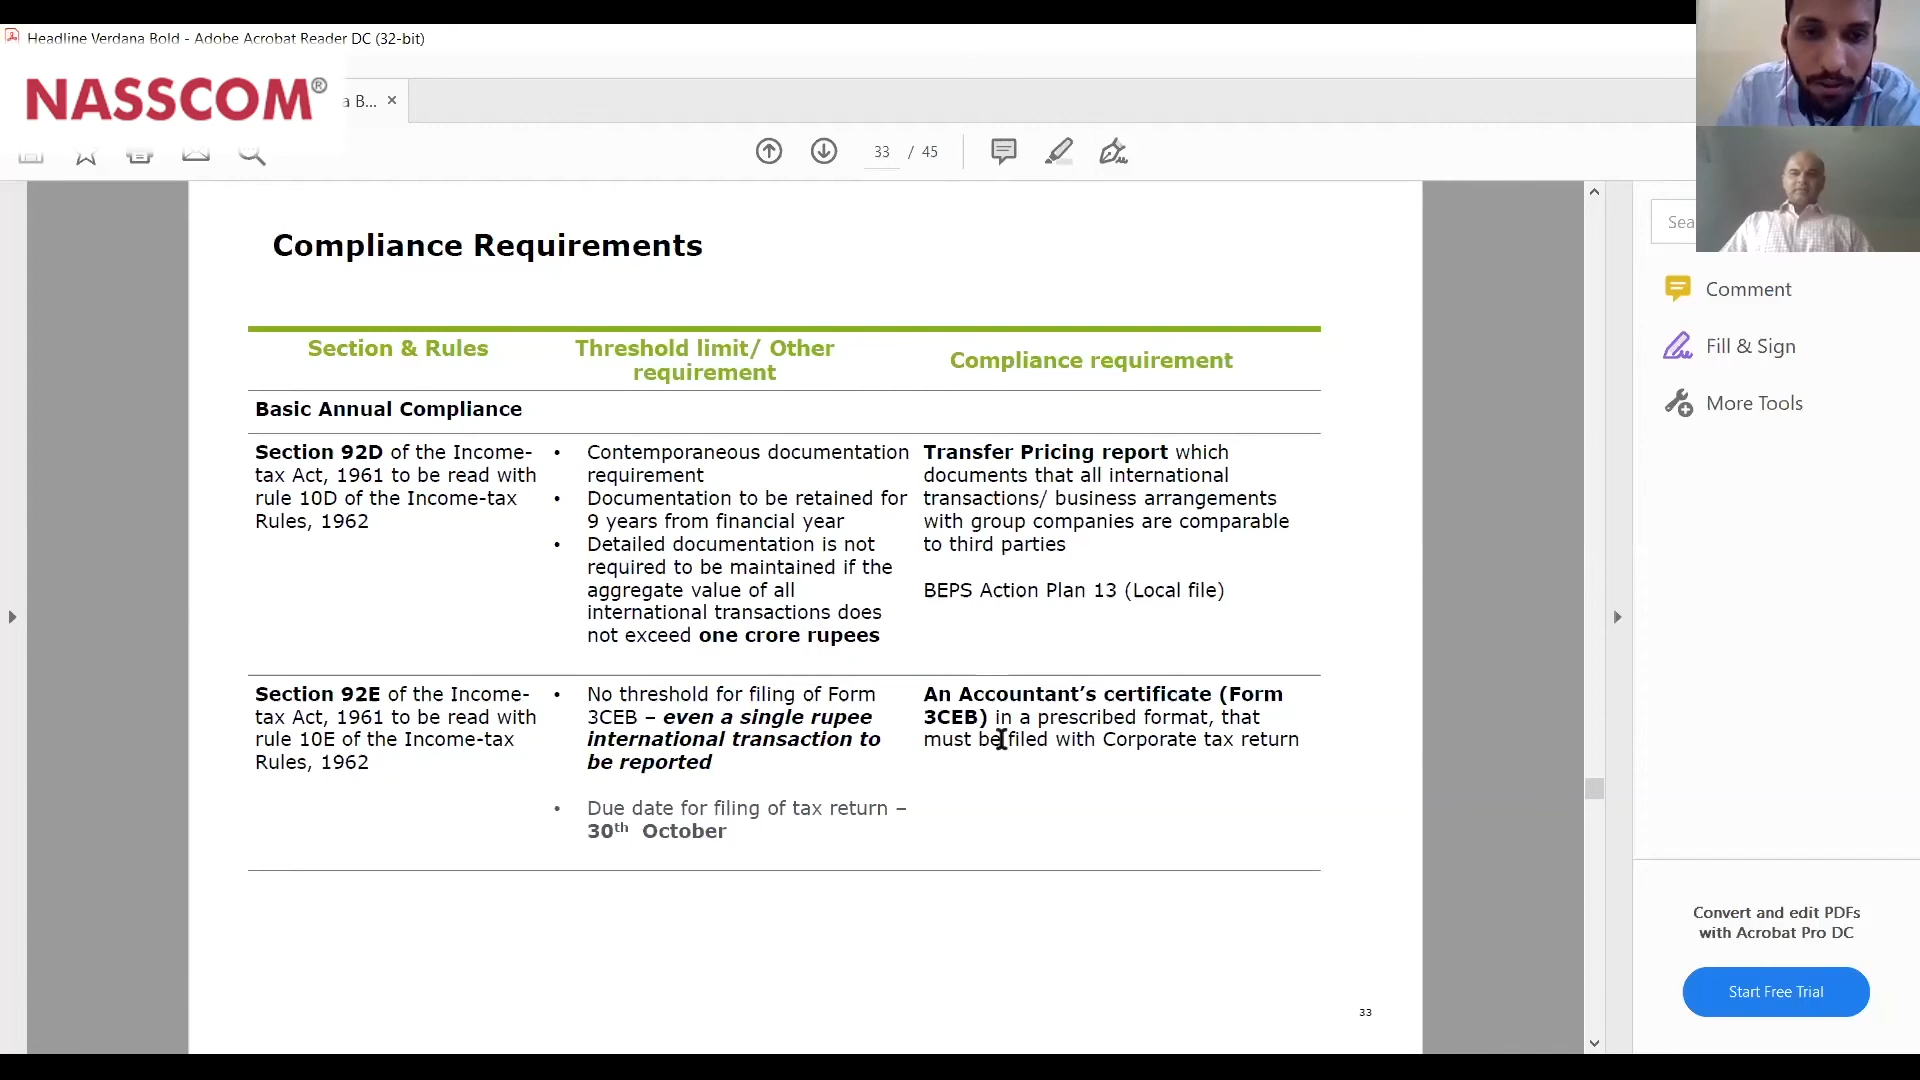 Headline Verdana Bold - Adobe Acrobat Reader DC (32-bit)
NASSCOM®
a B... ×
33 / 45
Compliance Requirements
Section & Rules
Threshold limit/ Other
requirement
Compliance requirement
Basic Annual Compliance
Section 92D of the Income-
tax Act, 1961 to be read with
rule 10D of the Income-tax
Rules, 1962
• Contemporaneous documentation
requirement
• Documentation to be retained for
9 years from financial year
• Detailed documentation is not
required to be maintained if the
aggregate value of all
international transactions does
not exceed one crore rupees
Transfer Pricing report which
documents that all international
transactions/ business arrangements
with group companies are comparable
to third parties
BEPS Action Plan 13 (Local file)
Section 92E of the Income-
tax Act, 1961 to be read with
rule 10E of the Income-tax
Rules, 1962
• No threshold for filing of Form
3CEB – even a single rupee
international transaction to
be reported
• Due date for filing of tax return –
30th October
An Accountant’s certificate (Form
3CEB) in a prescribed format, that
must be filed with Corporate tax return
33
Sea
Comment
Fill & Sign
More Tools
Convert and edit PDFs
with Acrobat Pro DC
Start Free Trial